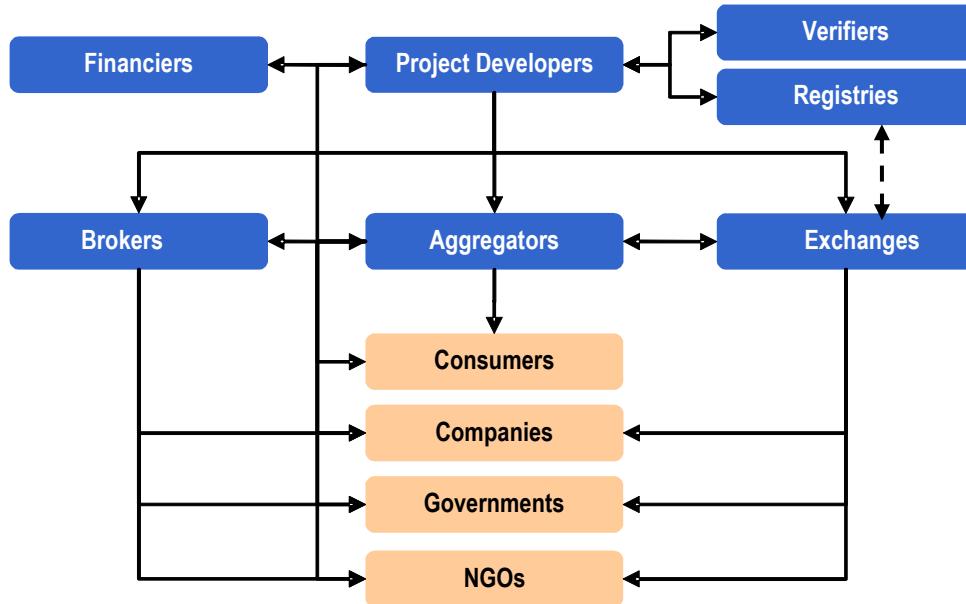 Financiers
Project Developers
Verifiers
Registries
Brokers
Aggregators
Exchanges
Consumers
Companies
Governments
NGOs